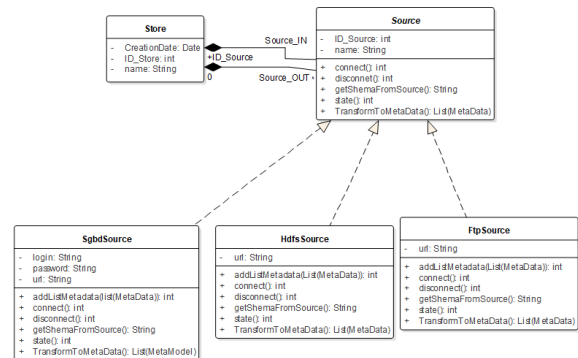 Store
- CreationDate: Date
- ID_Store: int
- name: String
Source_IN
+ID_Source
0
Source_OUT *
Source
- ID_Source: int
- name: String
+ connect(): int
+ disconnet(): int
+ getShemaFromSource(): String
+ state(): int
+ TransformToMetaData(): List(MetaData)
SgbdSource
- login: String
- password: String
- url: String
+ addListMetadata(list(MetaData)): int
+ connect(): int
+ disconnect(): int
+ getShemaFromSource(): String
+ state(): int
+ TransformToMetaData(): List(MetaModel)
HdfsSource
- url: String
+ addListMetadata(List(MetaData)): int
+ connect(): int
+ disconnect(): int
+ getShemaFromSource(): String
+ state(): int
+ TransformToMetaData(): List(MetaData)
FtpSource
- url: String
+ addListMetadata(List(MetaData)): int
+ connect(): int
+ disconnect(): int
+ getShemaFromSource(): String
+ state(): int
+ TransformToMetaData(): List(MetaData)